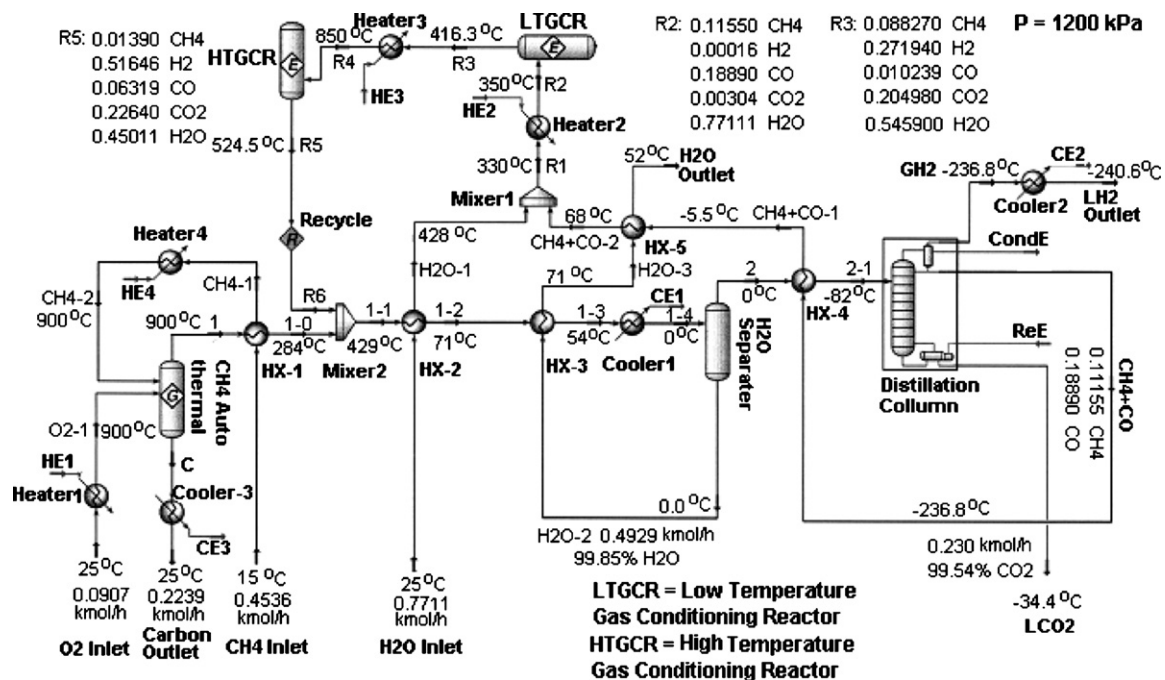 R5: 0.01390 CH4
0.51646 H2
0.06319 CO
0.22640 CO2
0.45011 H2O
HTGCR
E
850 °C
R4
Heater3
HE3
416.3 °C
R3
LTGCR
E
R2: 0.11550 CH4
0.00016 H2
0.18890 CO
0.00304 CO2
0.77111 H2O
R3: 0.088270 CH4
0.271940 H2
0.010239 CO
0.204980 CO2
0.545900 H2O
P = 1200 kPa
HE2
350 °C
R2
Heater2
330 °C
R1
Mixer1
524.5 °C
R5
Recycle
R
52 °C
H2O
Outlet
GH2
-236.8 °C
CE2
-240.6 °C
Cooler2
LH2
Outlet
CondE
Heater4
HE4
CH4-1
CH4-2
900 °C
428 °C
H2O-1
68 °C
CH4+CO-2
HX-5
-5.5 °C
CH4+CO-1
H2O-3
71 °C
R6
900 °C
1
HX-1
1-0
284 °C
Mixer2
1-1
429 °C
HX-2
1-2
71 °C
HX-3
1-3
54 °C
CE1
Cooler1
1-4
0 °C
H2O
Separater
2
0 °C
HX-4
2-1
-82 °C
ReE
Distillation
Collumn
CH4+CO
0.11155 CH4
0.18890 CO
G
CH4 Auto
thermal
O2-1
900 °C
HE1
Heater1
C
Cooler-3
CE3
0.0 °C
H2O-2 0.4929 kmol/h
99.85% H2O
-236.8 °C
0.230 kmol/h
99.54% CO2
-34.4 °C
LCO2
25 °C
0.0907
kmol/h
O2 Inlet
25 °C
0.2239
kmol/h
Carbon
Outlet
15 °C
0.4536
kmol/h
CH4 Inlet
25 °C
0.7711
kmol/h
H2O Inlet
LTGCR = Low Temperature
Gas Conditioning Reactor
HTGCR = High Temperature
Gas Conditioning Reactor